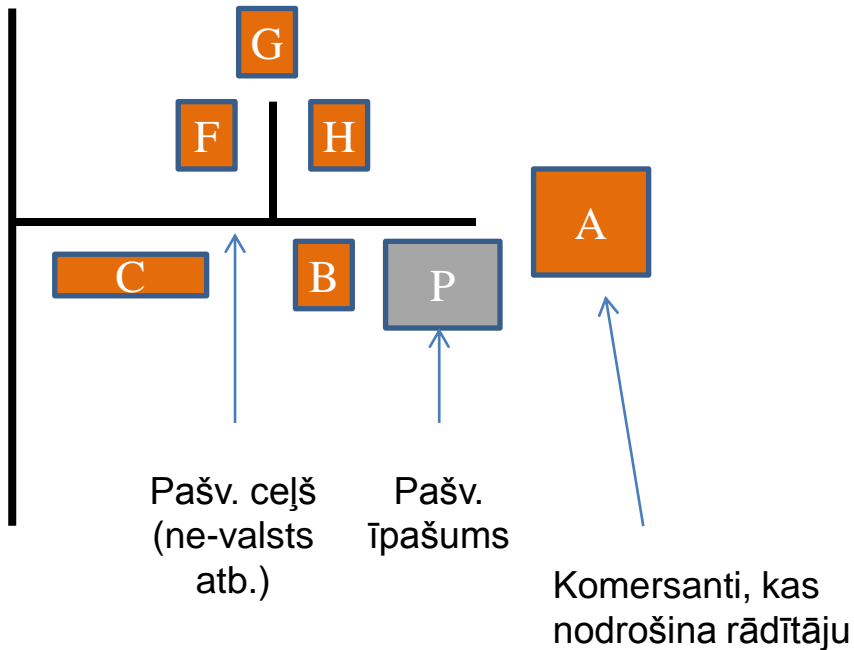 G
F
H
A
C
B
P
Pašv. ceļš
(ne-valsts
atb.)
Pašv.
īpašums
Komersanti, kas
nodrošina rādītāju